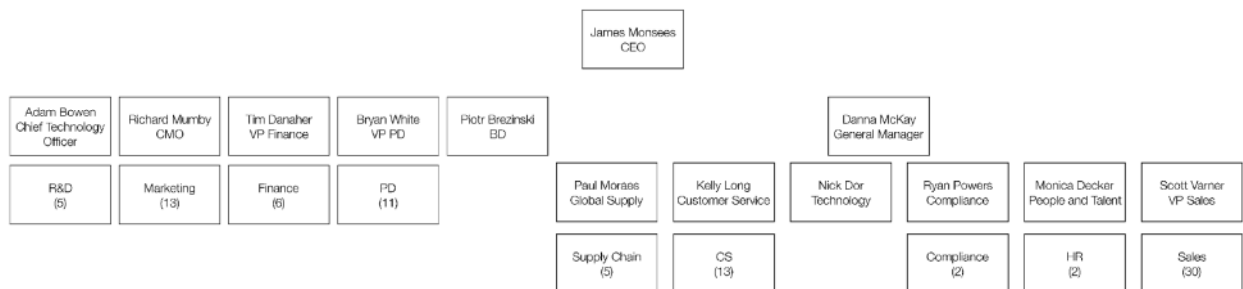 James Monsees
CEO
Adam Bowen
Chief Technology
Officer
Richard Mumby
CMO
Tim Danaher
VP Finance
Bryan White
VP PD
Piotr Brezinski
BD
Danna McKay
General Manager
R&D
(5)
Marketing
(13)
Finance
(6)
PD
(11)
Paul Moraes
Global Supply
Kelly Long
Customer Service
Nick Dor
Technology
Ryan Powers
Compliance
Monica Decker
People and Talent
Scott Varner
VP Sales
Supply Chain
(5)
CS
(13)
Compliance
(2)
HR
(2)
Sales
(30)